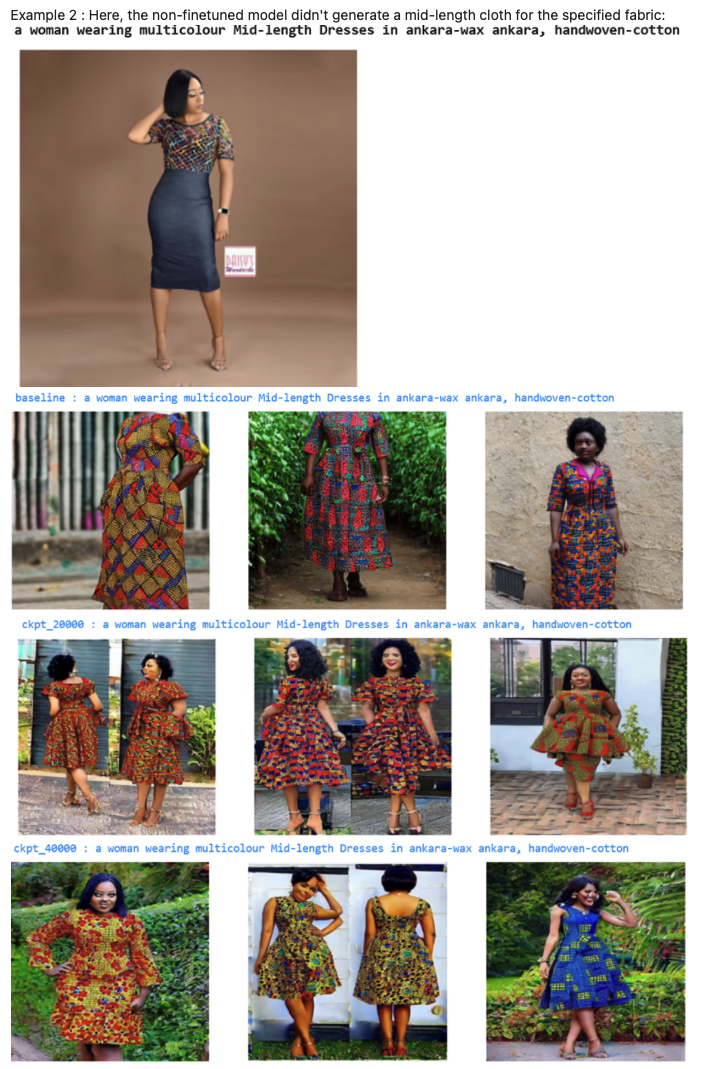 Example 2 : Here, the non-finetuned model didn't generate a mid-length cloth for the specified fabric:
a woman wearing multicolour Mid-length Dresses in ankara-wax ankara, handwoven-cotton
DAISY'S
baseline : a woman wearing multicolour Mid-length Dresses in ankara-wax ankara, handwoven-cotton
ckpt_20000 : a woman wearing multicolour Mid-length Dresses in ankara-wax ankara, handwoven-cotton
ckpt_40000 : a woman wearing multicolour Mid-length Dresses in ankara-wax ankara, handwoven-cotton